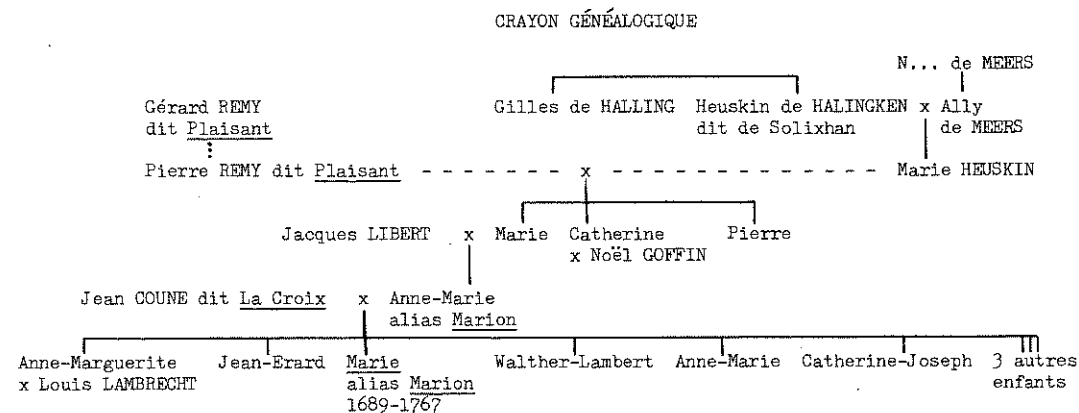 CRAYON GÉNÉALOGIQUE
N... de MEERS
Gérard REMY Gilles de HALLING Heuskin de HALINGKEN x Ally
dit Plaisant dit de Solixhan de MEERS
Pierre REMY dit Plaisant - - - - - - - - - - x - - - - - - - - - - - - - - Marie HEUSKIN
Jacques LIBERT x Marie Catherine Pierre
x Noël GOFFIN
Jean COUNE dit La Croix x Anne-Marie
alias Marion
Anne-Marguerite Jean-Erard Marie Walther-Lambert Anne-Marie Catherine-Joseph 3 autres
x Louis LAMBRECHT alias Marion enfants
1689-1767